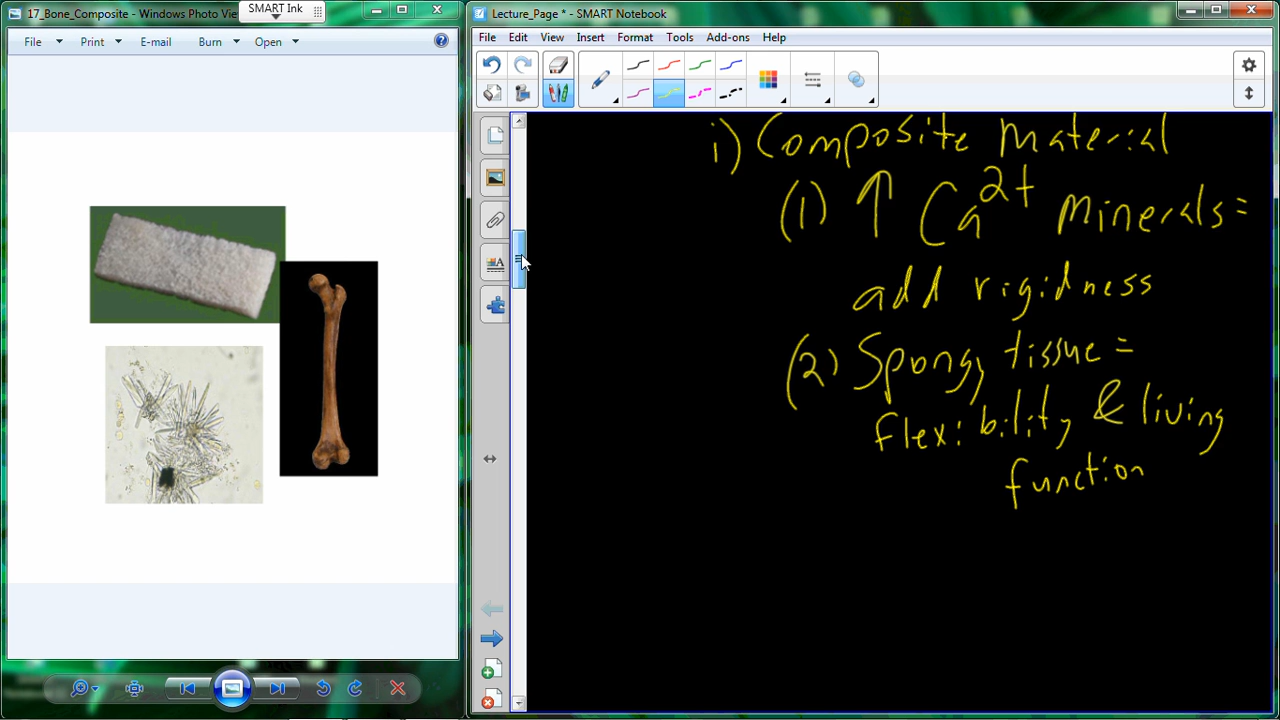 17_Bone_Composite - Windows Photo Vie
SMART Ink
File Print E-mail Burn Open
Lecture_Page * - SMART Notebook
File Edit View Insert Format Tools Add-ons Help
i) Composite Material
(1) ↑ Ca2+ Minerals =
add rigidness
(2) Spongy tissue =
flexibility & living
function